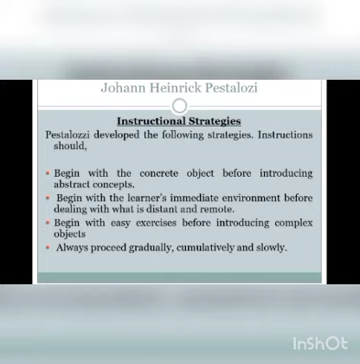 Johann Heinrick Pestalozi
Instructional Strategies
Pestalozzi developed the following strategies. Instructions
should,
• Begin with the concrete object before introducing
abstract concepts.
• Begin with the learner's immediate environment before
dealing with what is distant and remote.
• Begin with easy exercises before introducing complex
objects
• Always proceed gradually, cumulatively and slowly.
InShOt